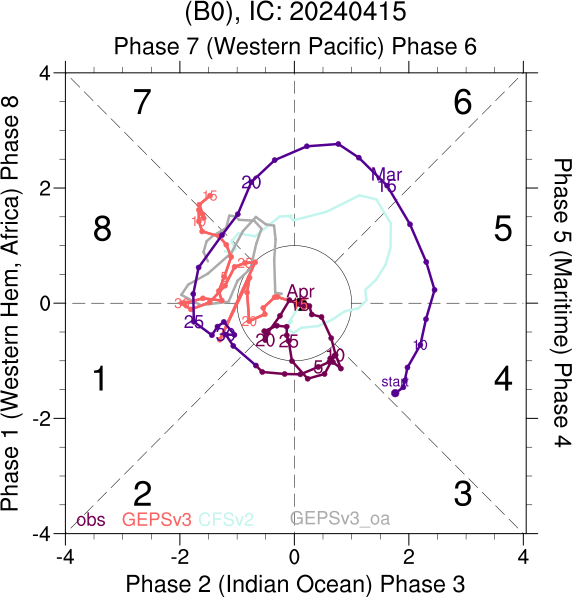 (B0), IC: 20240415
Phase 7 (Western Pacific) Phase 6
Phase 1 (Western Hem, Africa) Phase 8
Phase 5 (Maritime) Phase 4
4
2
0
-2
-4
7
6
8
5
1
4
2
3
15
10
20
Mar
15
20
Apr
15
30
25
20
20
25
10
5
10
start
obs GEPSv3 CFSv2 GEPSv3_oa
-4 -2 0 2 4
Phase 2 (Indian Ocean) Phase 3